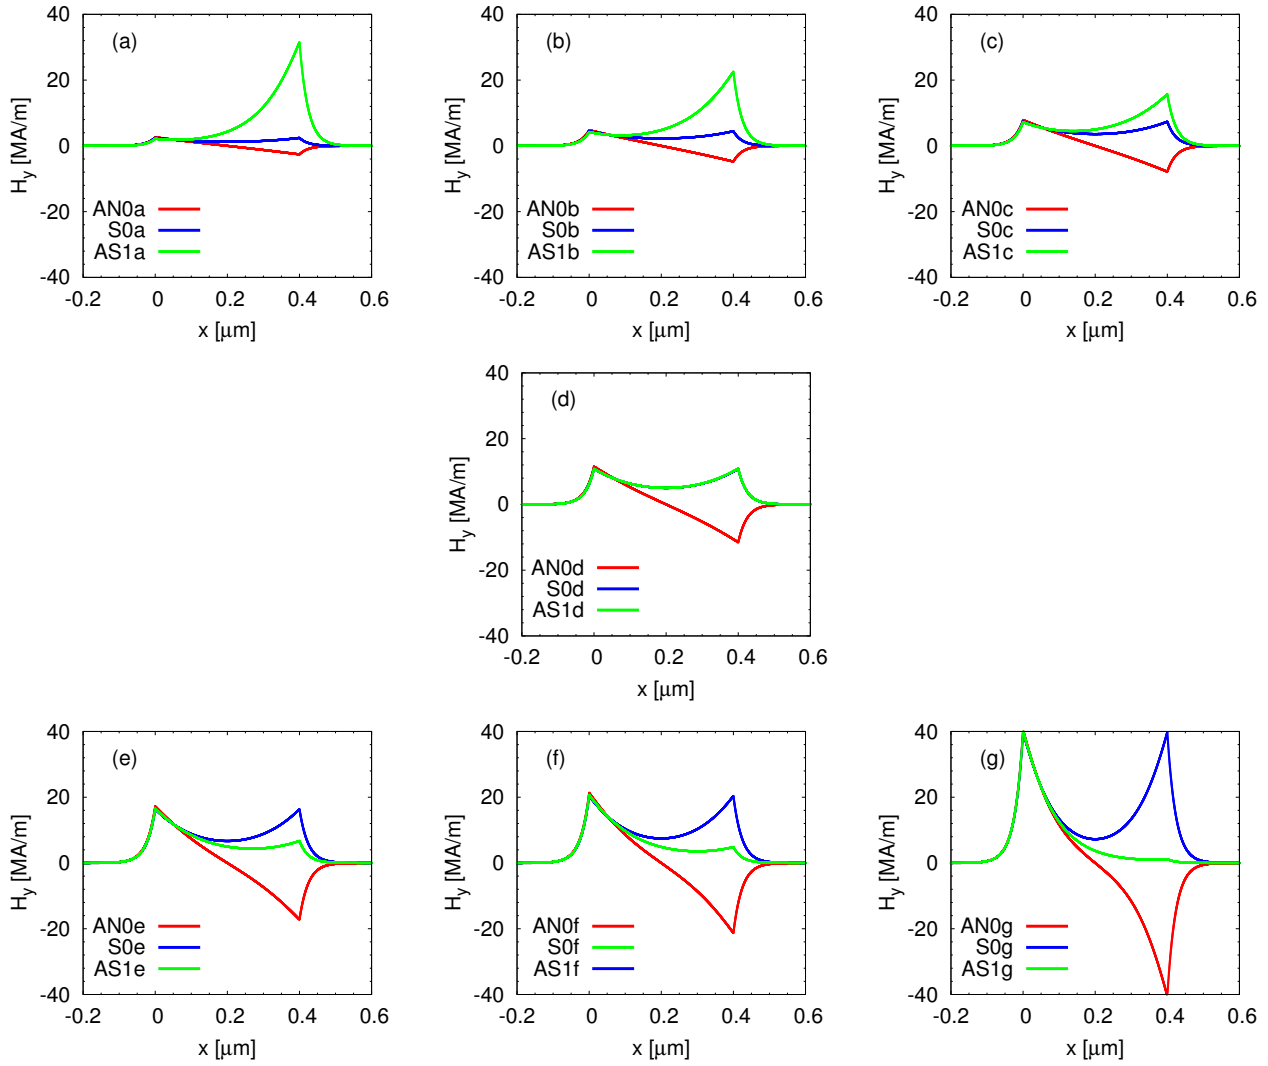 (a)
40
20
0
-20
-40
H_y [MA/m]
AN0a
S0a
AS1a
-0.2 0 0.2 0.4 0.6
x [μm]
(b)
40
20
0
-20
-40
H_y [MA/m]
AN0b
S0b
AS1b
-0.2 0 0.2 0.4 0.6
x [μm]
(c)
40
20
0
-20
-40
H_y [MA/m]
AN0c
S0c
AS1c
-0.2 0 0.2 0.4 0.6
x [μm]
(d)
40
20
0
-20
-40
H_y [MA/m]
AN0d
S0d
AS1d
-0.2 0 0.2 0.4 0.6
x [μm]
(e)
40
20
0
-20
-40
H_y [MA/m]
AN0e
S0e
AS1e
-0.2 0 0.2 0.4 0.6
x [μm]
(f)
40
20
0
-20
-40
H_y [MA/m]
AN0f
S0f
AS1f
-0.2 0 0.2 0.4 0.6
x [μm]
(g)
40
20
0
-20
-40
H_y [MA/m]
AN0g
S0g
AS1g
-0.2 0 0.2 0.4 0.6
x [μm]